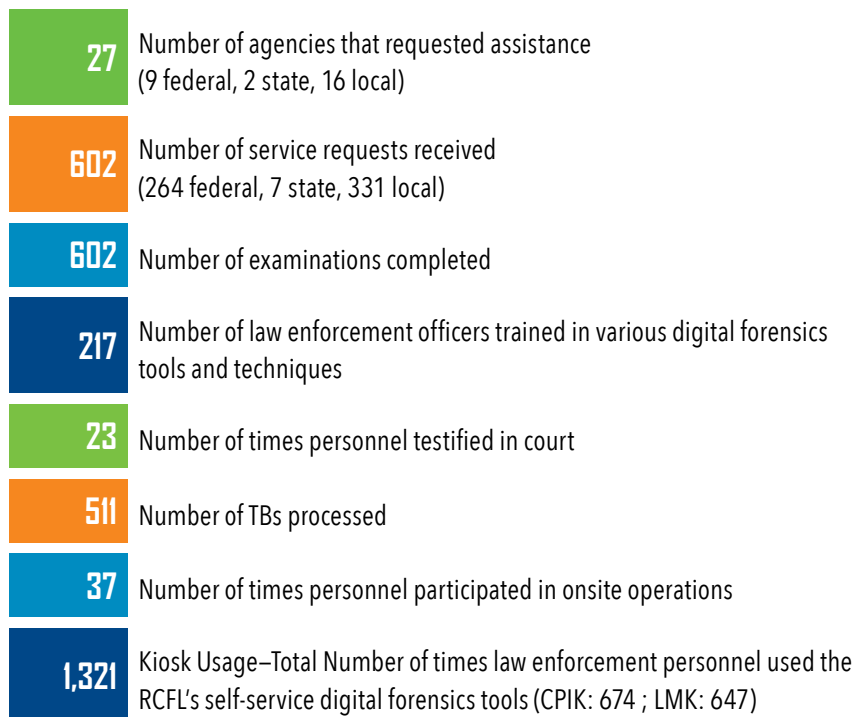 27
Number of agencies that requested assistance
(9 federal, 2 state, 16 local)
602
Number of service requests received
(264 federal, 7 state, 331 local)
602
Number of examinations completed
217
Number of law enforcement officers trained in various digital forensics
tools and techniques
23
Number of times personnel testified in court
511
Number of TBs processed
37
Number of times personnel participated in onsite operations
1,321
Kiosk Usage–Total Number of times law enforcement personnel used the
RCFL's self-service digital forensics tools (CPIK: 674 ; LMK: 647)